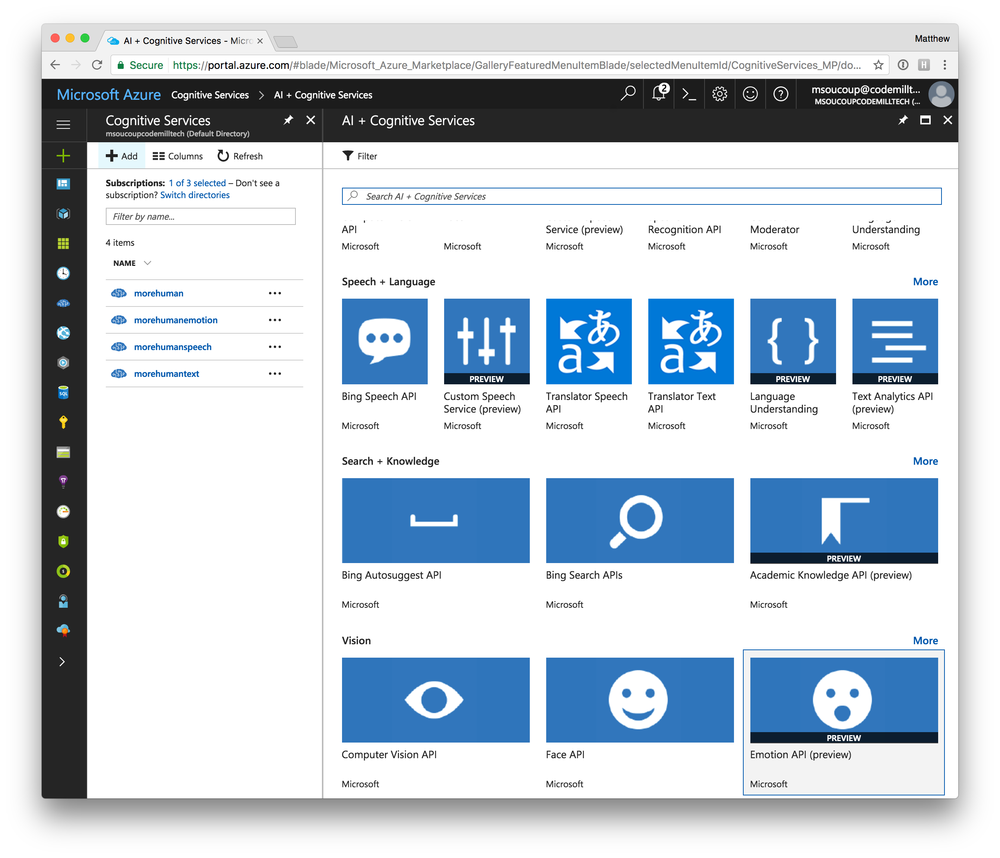 AI + Cognitive Services - Micro
Matthew
Secure
https://portal.azure.com/#blade/Microsoft_Azure_Marketplace/GalleryFeaturedMenuItemBlade/selectedMenuItemId/CognitiveServices_MP/do...
H
Microsoft Azure
Cognitive Services > AI + Cognitive Services
2
msoucoup@codemillt...
MSOUCOUPCODEMILLTECH (...
Cognitive Services
msoucoupcodemilltech (Default Directory)
Add
Columns
Refresh
Subscriptions: 1 of 3 selected – Don't see a
subscription? Switch directories
Filter by name...
4 items
NAME
morehuman
morehumanemotion
morehumanspeech
morehumantext
SQL
AI + Cognitive Services
Filter
Search AI + Cognitive Services
API
Service (preview)
Recognition API
Moderator
Understanding
Microsoft
Microsoft
Microsoft
Microsoft
Microsoft
Microsoft
Speech + Language
More
a あ
a あ
{ }
PREVIEW
PREVIEW
PREVIEW
Bing Speech API
Microsoft
Custom Speech
Service (preview)
Microsoft
Translator Speech
API
Microsoft
Translator Text
API
Microsoft
Language
Understanding
Microsoft
Text Analytics API
(preview)
Microsoft
Search + Knowledge
More
PREVIEW
Bing Autosuggest API
Microsoft
Bing Search APIs
Microsoft
Academic Knowledge API (preview)
Microsoft
Vision
More
PREVIEW
Computer Vision API
Microsoft
Face API
Microsoft
Emotion API (preview)
Microsoft